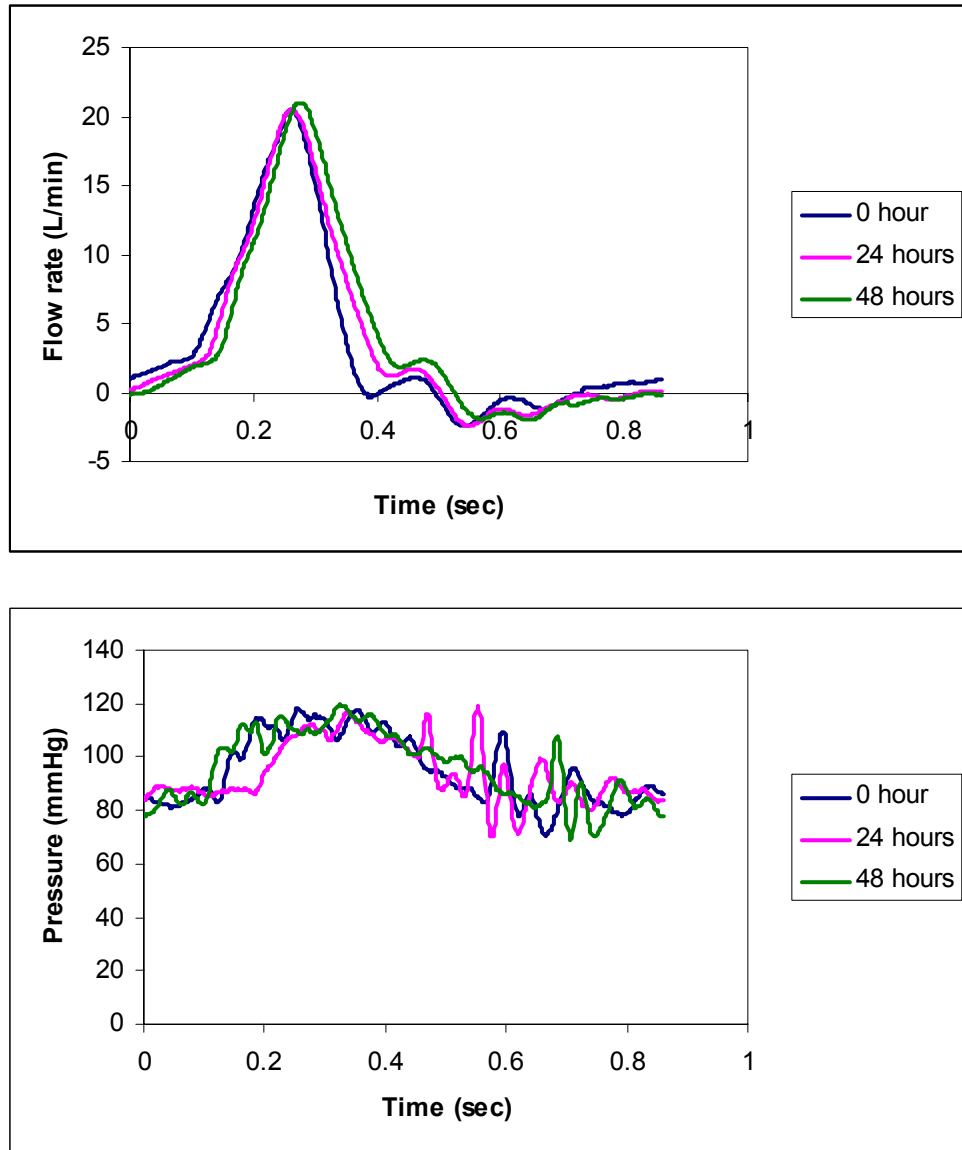 25
20
15
10
5
0
-5
0 0.2 0.4 0.6 0.8 1
Flow rate (L/min)
Time (sec)
0 hour
24 hours
48 hours
140
120
100
80
60
40
20
0
0 0.2 0.4 0.6 0.8 1
Pressure (mmHg)
Time (sec)
0 hour
24 hours
48 hours